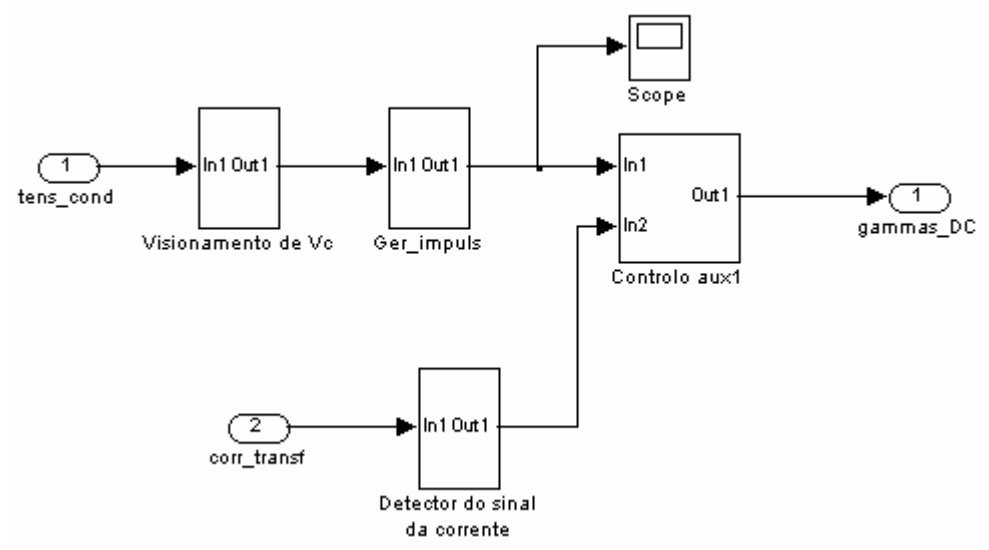 Scope
1
tens_cond
In1 Out1
Visionamento de Vc
In1 Out1
Ger_impuls
In1
In2
Out1
Controlo aux1
1
gammas_DC
2
corr_transf
In1 Out1
Detector do sinal
da corrente